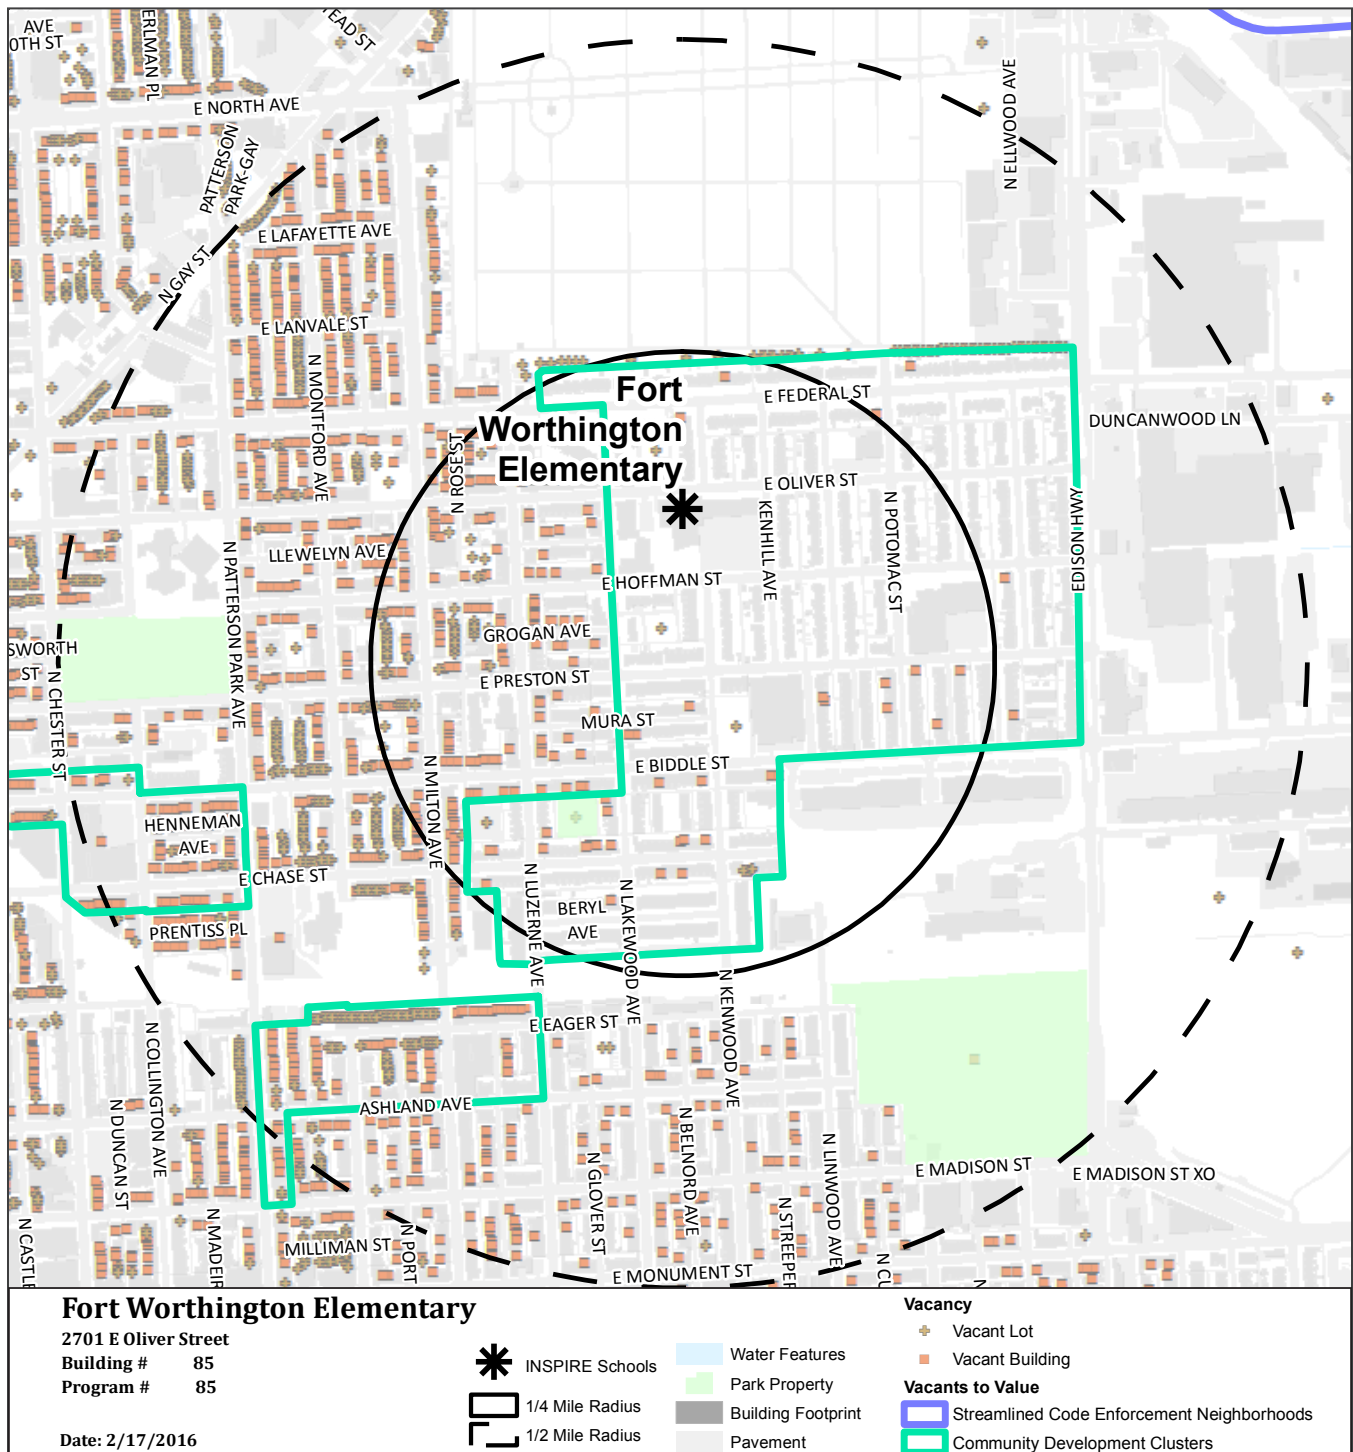 AVE
0TH ST
ERLMAN PL
TEAD ST
E NORTH AVE
PATTERSON
PARK-GAY
N ELLWOOD AVE
E LAFAYETTE AVE
N GAY ST
E LANVALE ST
N MONTFORD AVE
Fort
Worthington
Elementary
E FEDERAL ST
DUNCANWOOD LN
N ROSE ST
E OLIVER ST
KENHILL AVE
N POTOMAC ST
EDISON HWY
LLEWELYN AVE
N PATTERSON PARK AVE
E HOFFMAN ST
GROGAN AVE
SWORTH
ST
N CHESTER ST
E PRESTON ST
MURA ST
E BIDDLE ST
N MILTON AVE
HENNEMAN
AVE
E CHASE ST
N LUZERNE AVE
N LAKEWOOD AVE
BERYL
AVE
PRENTISS PL
N KENWOOD AVE
E EAGER ST
N COLLINGTON AVE
N DUNCAN ST
ASHLAND AVE
N BELNORD AVE
N GLOVER ST
N LINWOOD AVE
E MADISON ST
E MADISON ST XO
N STREEPER
N CASTLE
N MADEIR
MILLIMAN ST
N PORT
N CU
N
E MONUMENT ST
Fort Worthington Elementary
2701 E Oliver Street
Building # 85
Program # 85
Date: 2/17/2016
INSPIRE Schools
1/4 Mile Radius
1/2 Mile Radius
Water Features
Park Property
Building Footprint
Pavement
Vacancy
Vacant Lot
Vacant Building
Vacants to Value
Streamlined Code Enforcement Neighborhoods
Community Development Clusters